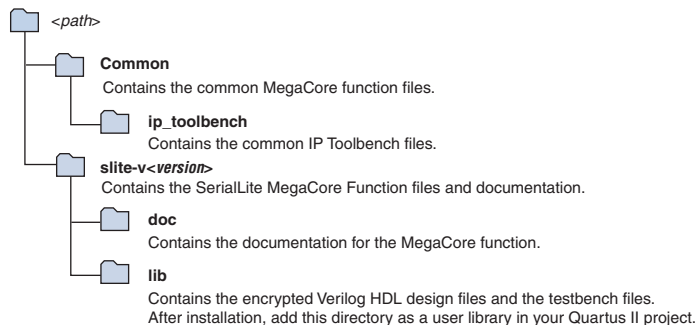 <path>
Common
Contains the common MegaCore function files.
ip_toolbench
Contains the common IP Toolbench files.
slite-v<version>
Contains the SerialLite MegaCore Function files and documentation.
doc
Contains the documentation for the MegaCore function.
lib
Contains the encrypted Verilog HDL design files and the testbench files.
After installation, add this directory as a user library in your Quartus II project.